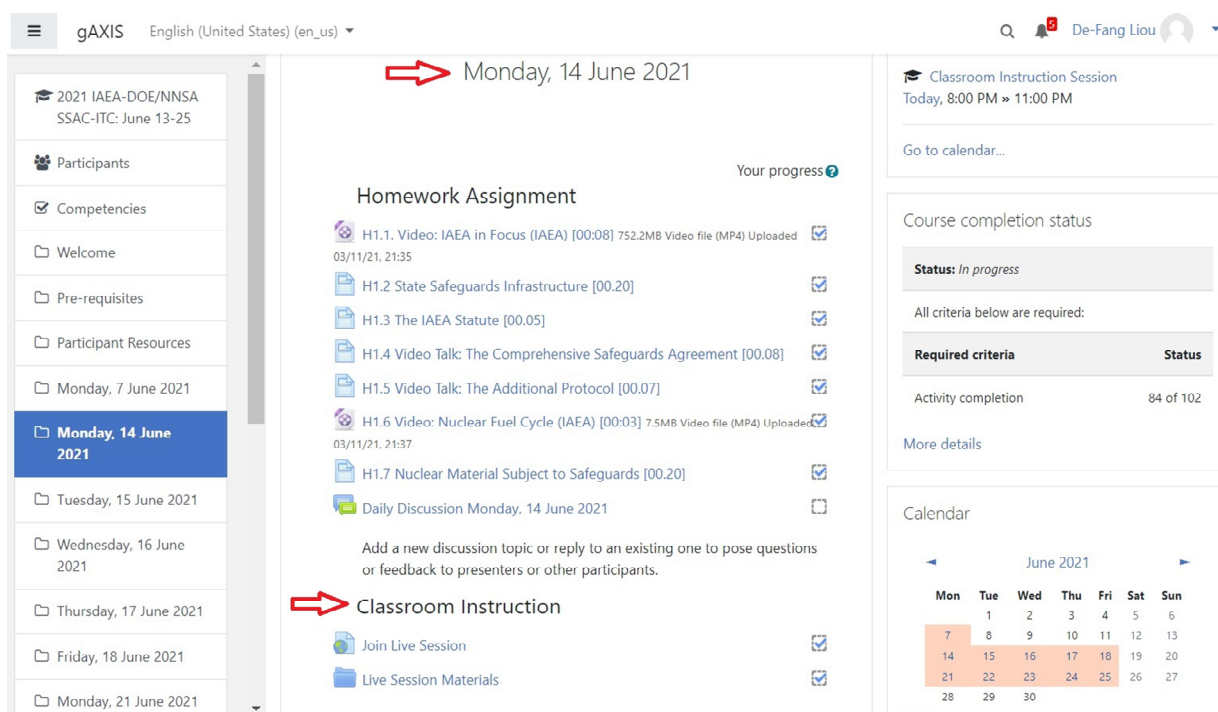 gAXIS English (United States) (en_us)
5 De-Fang Liou
2021 IAEA-DOE/NNSA
SSAC-ITC: June 13-25
Participants
Competencies
Welcome
Pre-requisites
Participant Resources
Monday, 7 June 2021
Monday, 14 June
2021
Tuesday, 15 June 2021
Wednesday, 16 June
2021
Thursday, 17 June 2021
Friday, 18 June 2021
Monday, 21 June 2021
Monday, 14 June 2021
Your progress
Homework Assignment
H1.1. Video: IAEA in Focus (IAEA) [00:08] 752.2MB Video file (MP4) Uploaded
03/11/21, 21:35
H1.2 State Safeguards Infrastructure [00.20]
H1.3 The IAEA Statute [00.05]
H1.4 Video Talk: The Comprehensive Safeguards Agreement [00.08]
H1.5 Video Talk: The Additional Protocol [00.07]
H1.6 Video: Nuclear Fuel Cycle (IAEA) [00:03] 7.5MB Video file (MP4) Uploaded
03/11/21, 21:37
H1.7 Nuclear Material Subject to Safeguards [00.20]
Daily Discussion Monday, 14 June 2021
Add a new discussion topic or reply to an existing one to pose questions
or feedback to presenters or other participants.
Classroom Instruction
Join Live Session
Live Session Materials
Classroom Instruction Session
Today, 8:00 PM » 11:00 PM
Go to calendar...
Course completion status
Status: In progress
All criteria below are required:
Required criteria Status
Activity completion 84 of 102
More details
Calendar
◄ June 2021 ►
Mon Tue Wed Thu Fri Sat Sun
1 2 3 4 5 6
7 8 9 10 11 12 13
14 15 16 17 18 19 20
21 22 23 24 25 26 27
28 29 30